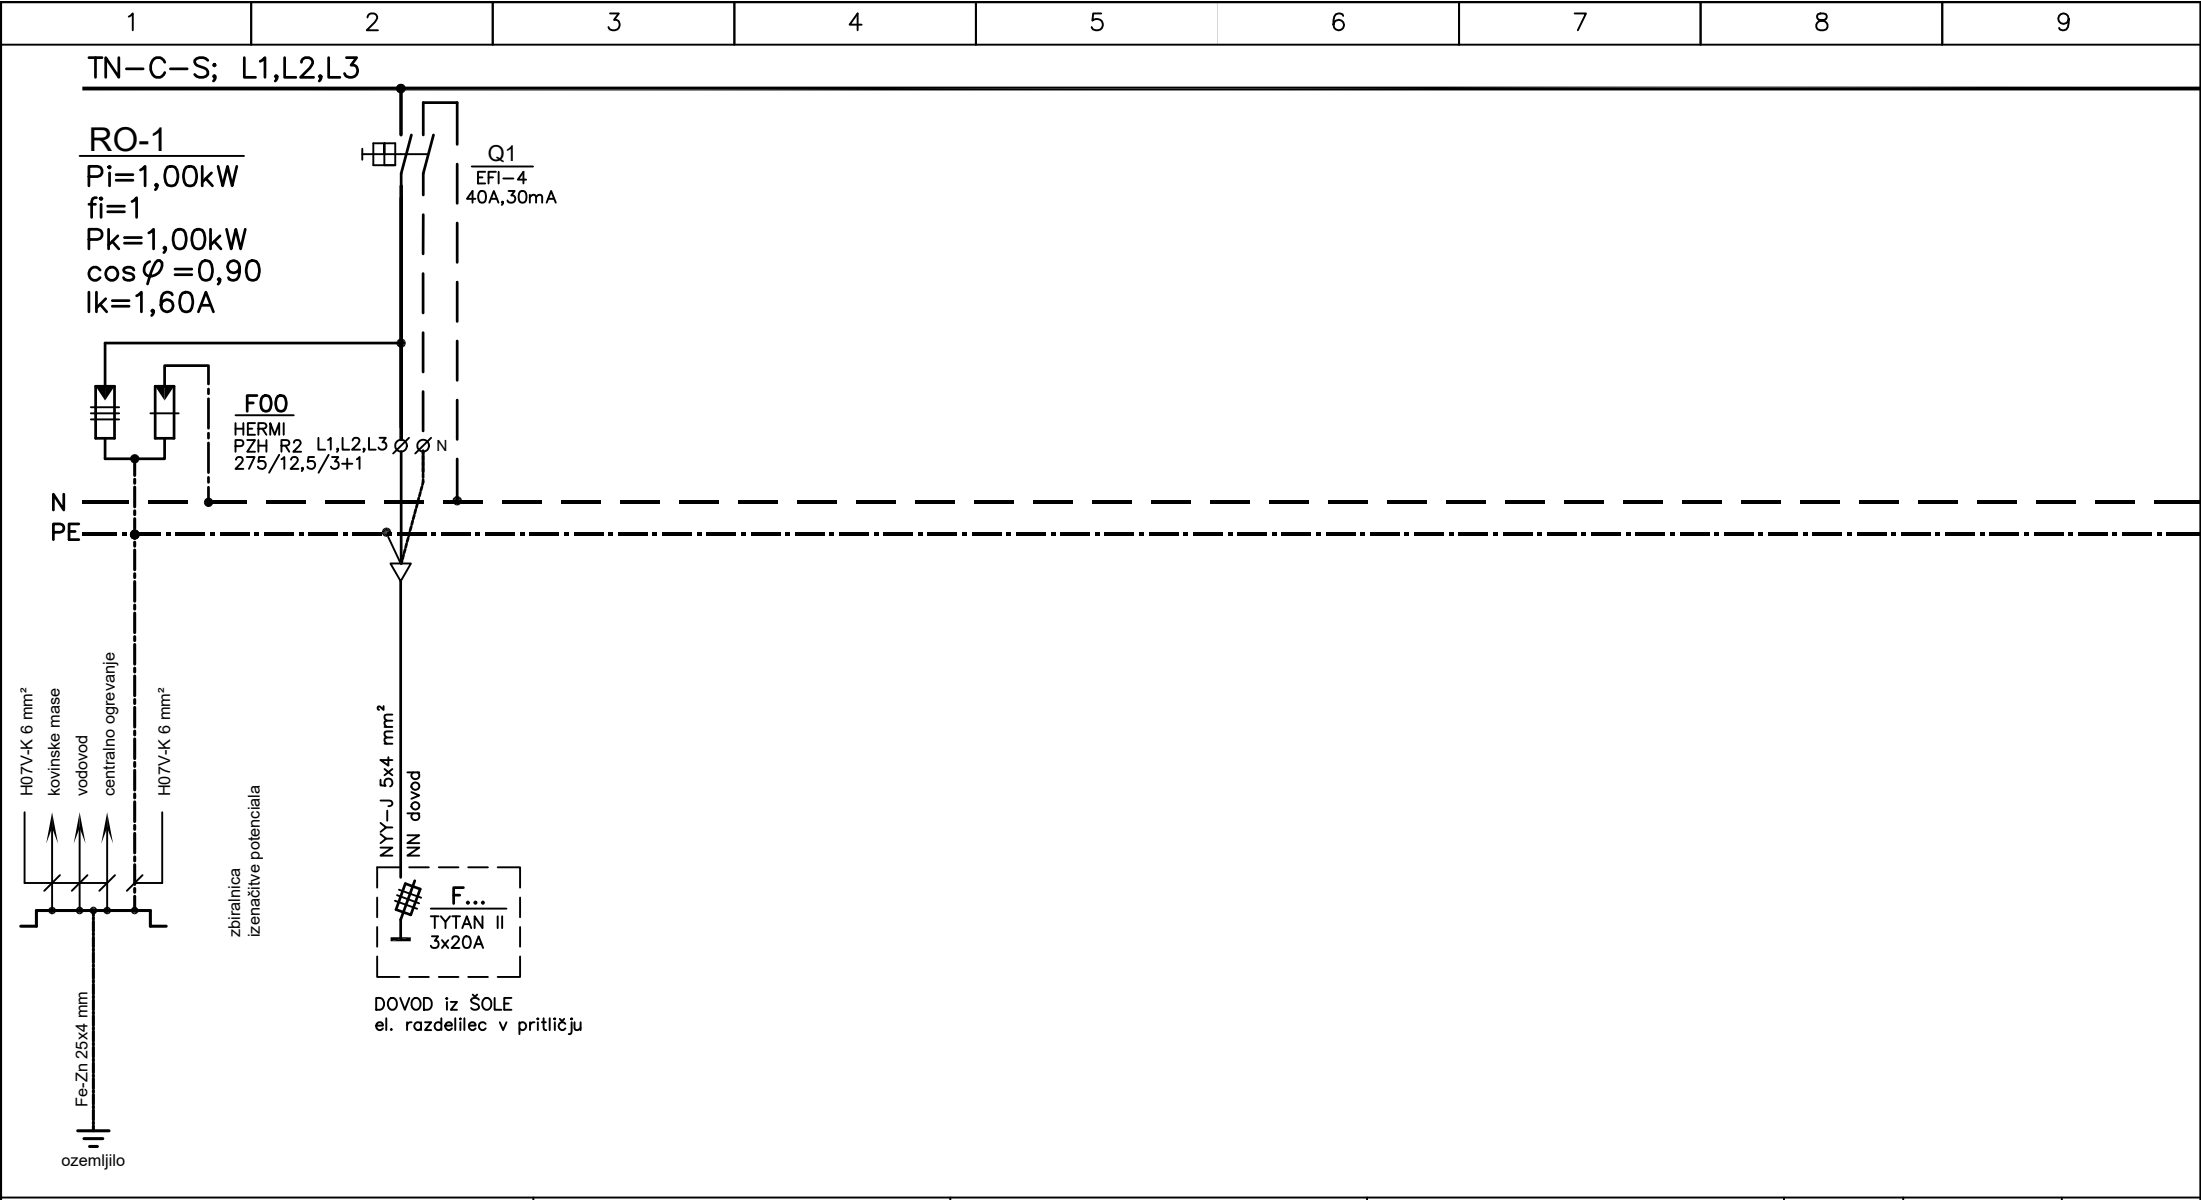 1 2 3 4 5 6 7 8 9
TN-C-S; L1,L2,L3
RO-1
Pi=1,00kW
fi=1
Pk=1,00kW
cosφ=0,90
Ik=1,60A
Q1
EFI-4
40A,30mA
F00
HERMI
PZH R2
275/12,5/3+1
L1,L2,L3
N
N
PE
H07V-K 6 mm²
kovinske mase
vodovod
centralno ogrevanje
H07V-K 6 mm²
zbiralnica
izenačitve potenciala
NYY-J 5x4 mm²
NN dovod
F...
TYTAN II
3x20A
DOVOD iz ŠOLE
el. razdelilec v pritličju
Fe-Zn 25x4 mm
ozemljilo